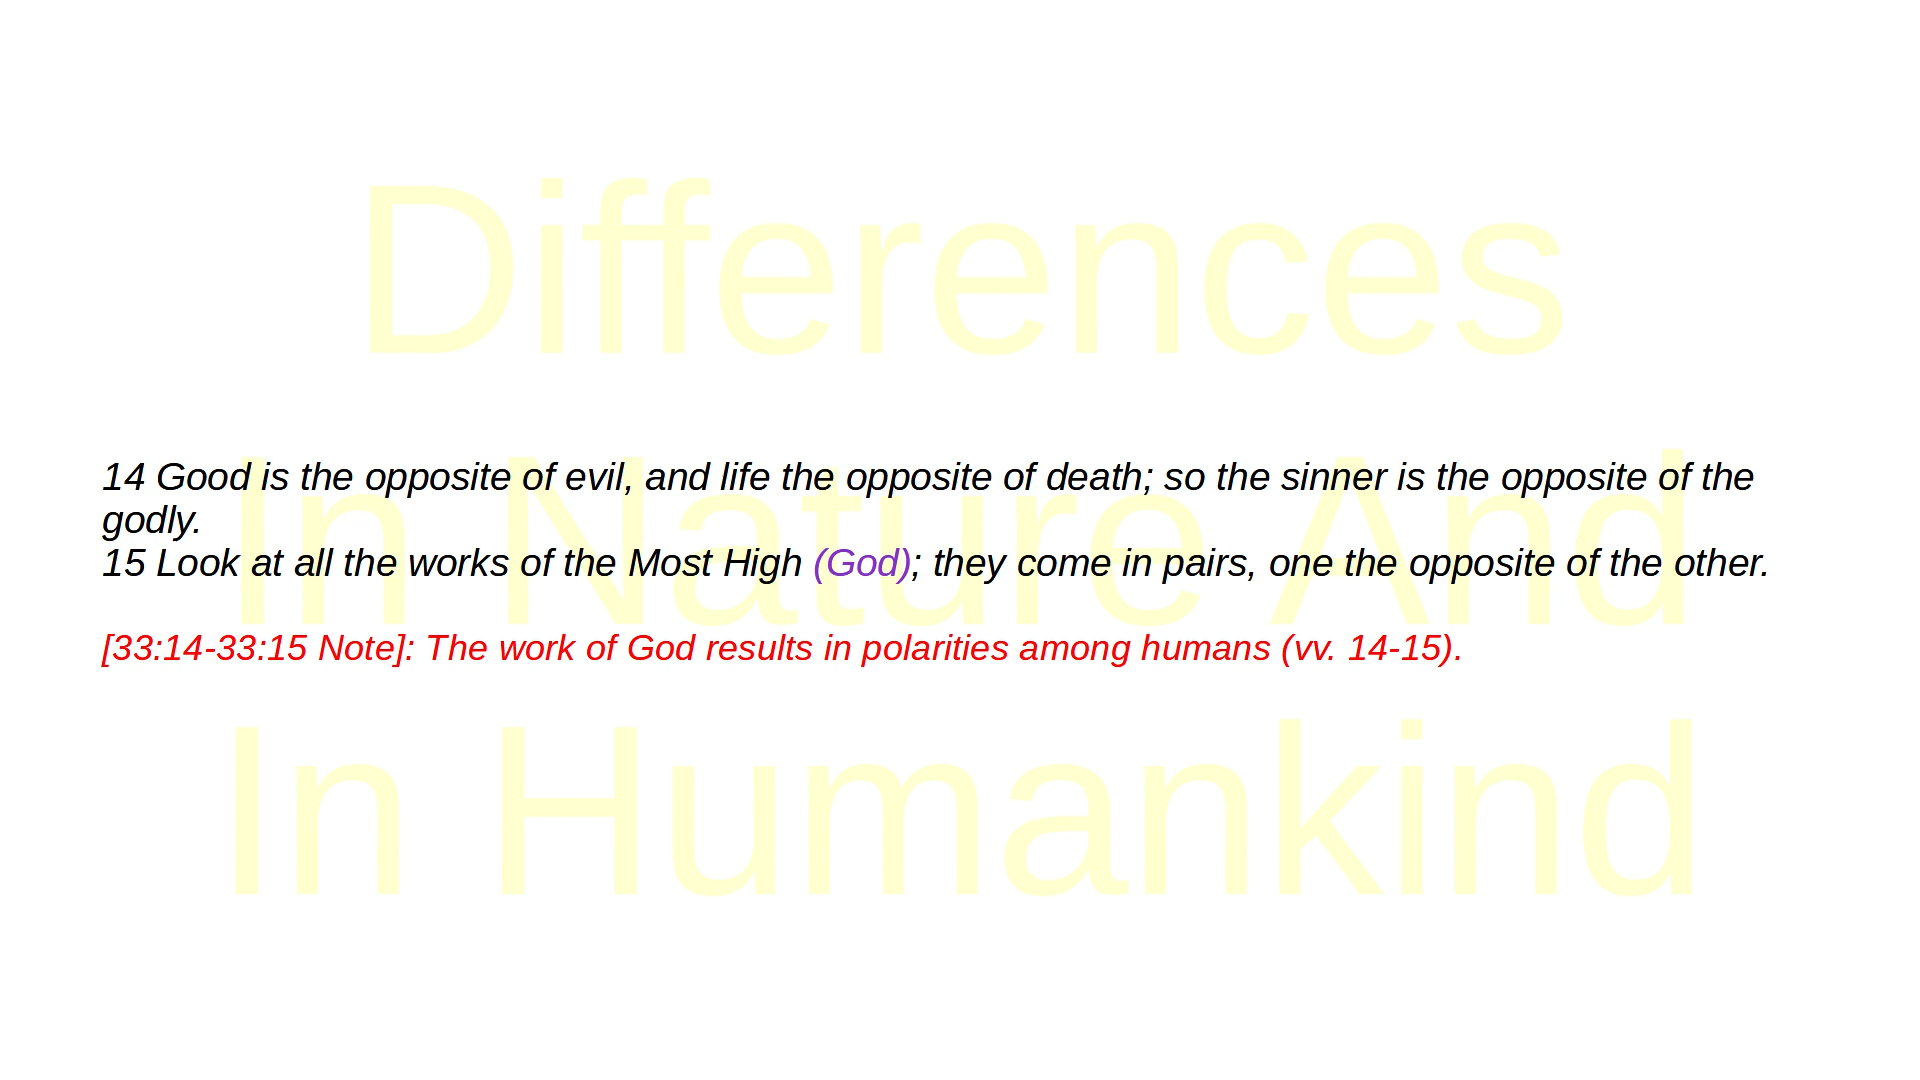 Differences
In Nature And
In Humankind
14 Good is the opposite of evil, and life the opposite of death; so the sinner is the opposite of the
godly.
15 Look at all the works of the Most High (God); they come in pairs, one the opposite of the other.
[33:14-33:15 Note]: The work of God results in polarities among humans (vv. 14-15).